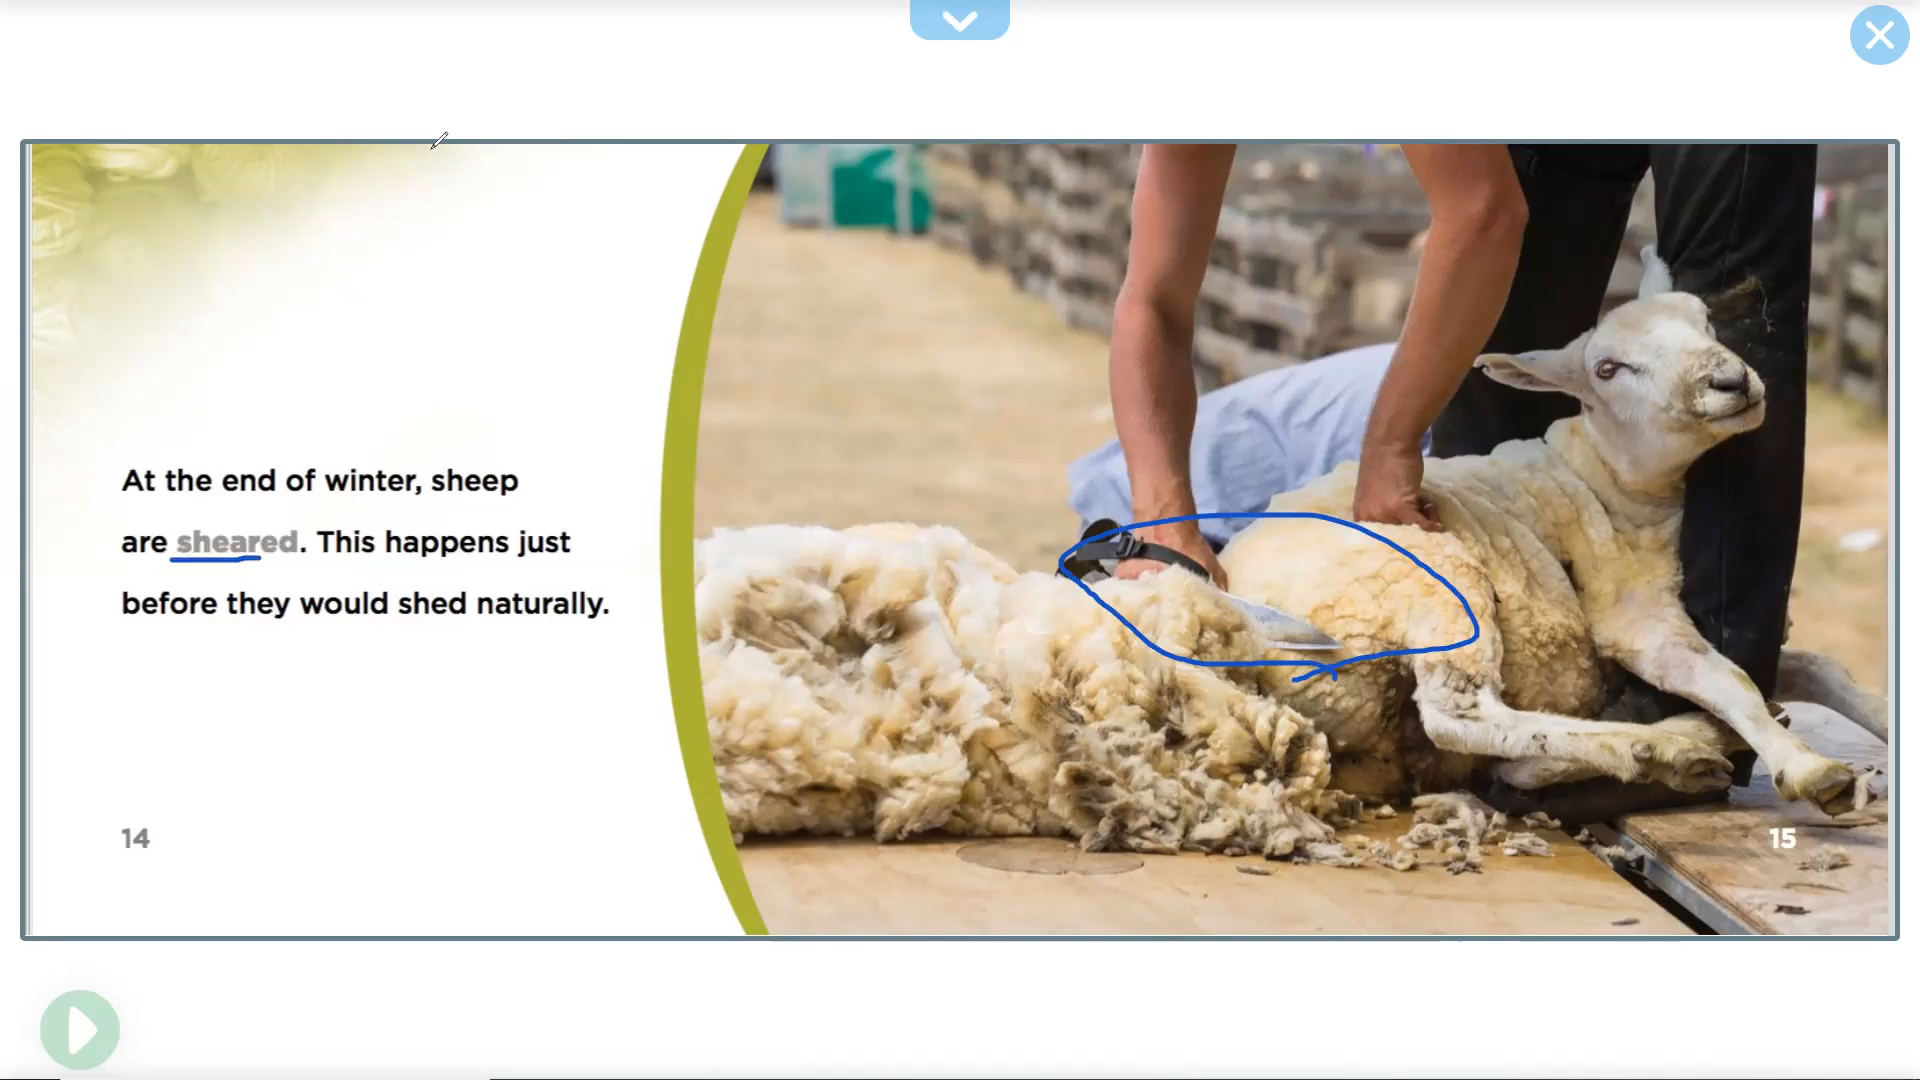 At the end of winter, sheep
are sheared. This happens just
before they would shed naturally.
14
15